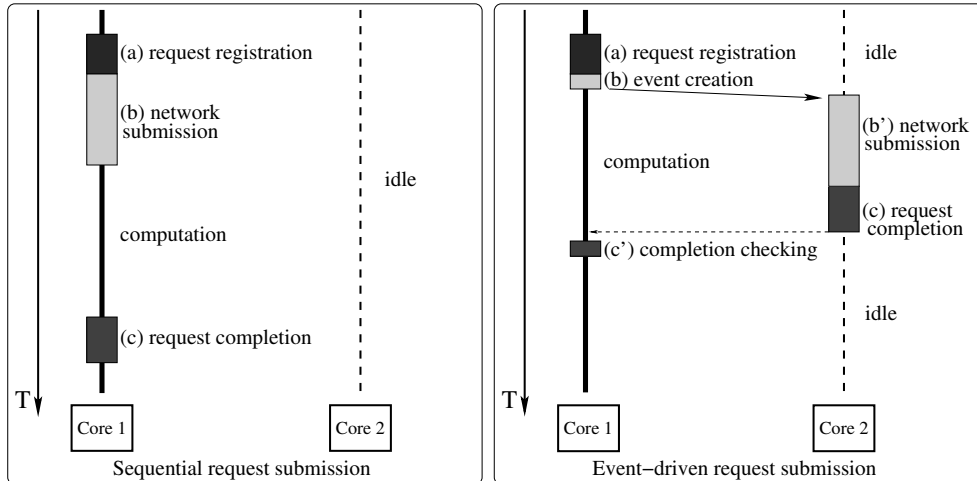 (a) request registration
(b) network
submission
idle
computation
(c) request completion
T
Core 1
Core 2
Sequential request submission
(a) request registration
idle
(b) event creation
(b') network
submission
computation
(c) request
completion
(c') completion checking
idle
T
Core 1
Core 2
Event−driven request submission